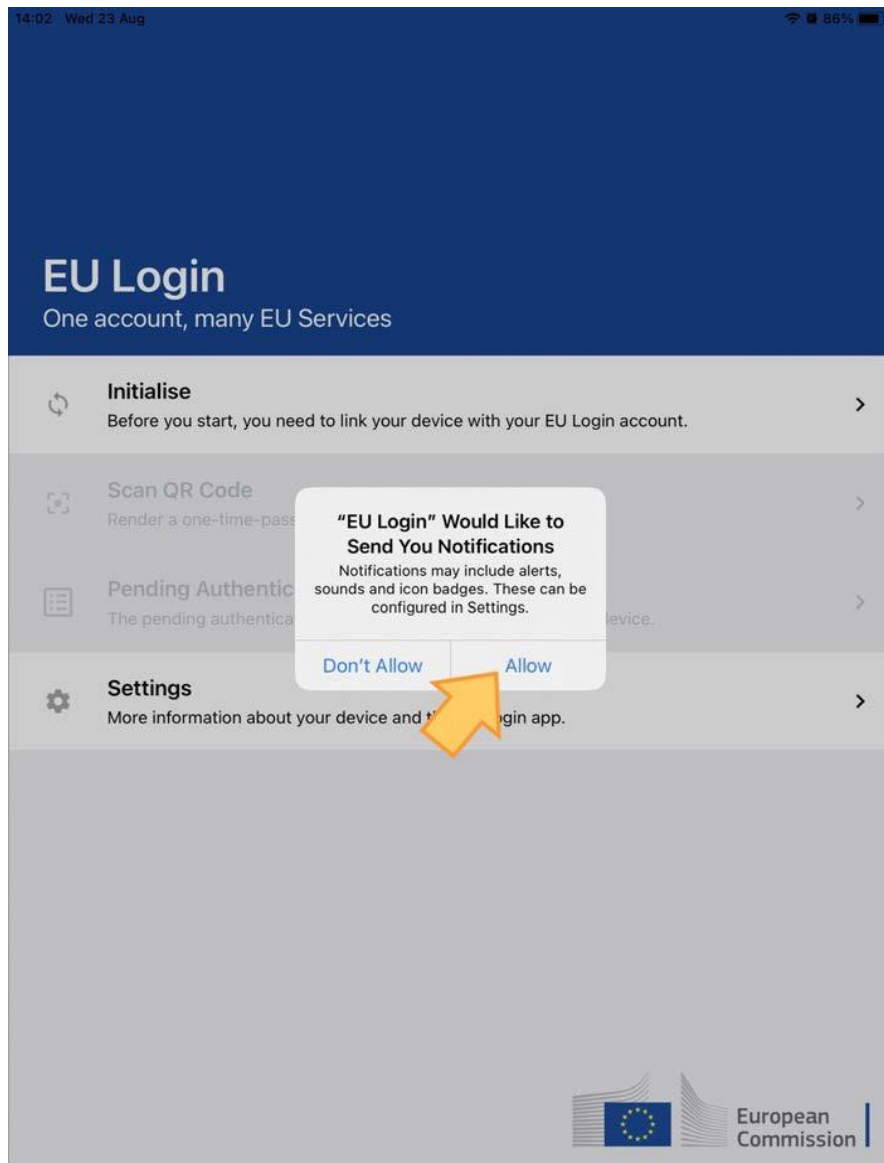 14:02 Wed 23 Aug
86%
EU Login
One account, many EU Services
Initialise
Before you start, you need to link your device with your EU Login account.
Scan QR Code
Render a one-time-pass
Pending Authentic
The pending authentica
device.
"EU Login" Would Like to
Send You Notifications
Notifications may include alerts,
sounds and icon badges. These can be
configured in Settings.
Don't Allow
Allow
Settings
More information about your device and
gin app.
European
Commission